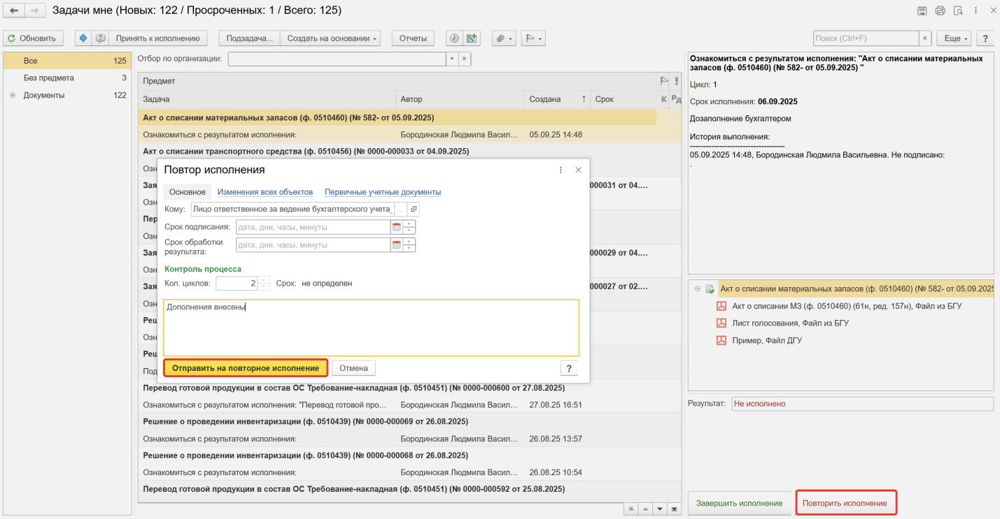 Задачи мне (Новых: 122 / Просроченных: 1 / Всего: 125)
Обновить
Принять к исполнению
Подзадача...
Создать на основании
Отчеты
Поиск (Ctrl+F)
×
Еще
?
Все 125
Без предмета 3
Документы 122
Отбор по организации:
Предмет
Задача Автор Создана ↑ Срок К Рд
Акт о списании материальных запасов (ф. 0510460) (№ 582- от 05.09.2025)
Ознакомиться с результатом исполнения: Бородинская Людмила Васил... 05.09.25 14:48
Акт о списании транспортного средства (ф. 0510456) (№ 0000-000033 от 04.09.2025)
Озн
Зая 000031 от 04....
Озн
Пер
Озн
Зая 000029 от 04....
Озн
Зая 000027 от 02....
Озн
Реш
Озн
Реш
Под
Повтор исполнения
Основное Изменения всех объектов Первичные учетные документы
Кому: Лицо ответственное за ведение бухгалтерского учета_ ...
Срок подписания: дата, дни, часы, минуты
Срок обработки
результата: дата, дни, часы, минуты
Контроль процесса
Кол. циклов: 2 Срок: не определен
Дополнения внесены
Отправить на повторное исполнение Отмена ?
Перевод готовой продукции в состав ОС Требование-накладная (ф. 0510451) (№ 0000-000600 от 27.08.2025)
Ознакомиться с результатом исполнения: "Перевод готовой про... Бородинская Людмила Васил... 27.08.25 16:51
Решение о проведении инвентаризации (ф. 0510439) (№ 0000-000069 от 26.08.2025)
Ознакомиться с результатом исполнения: Бородинская Людмила Васил... 26.08.25 13:57
Решение о проведении инвентаризации (ф. 0510439) (№ 0000-000068 от 26.08.2025)
Ознакомиться с результатом исполнения: Бородинская Людмила Васил... 26.08.25 10:54
Перевод готовой продукции в состав ОС Требование-накладная (ф. 0510451) (№ 0000-000592 от 25.08.2025)
Ознакомиться с результатом исполнения: "Акт о списании материальных
запасов (ф. 0510460) (№ 582- от 05.09.2025) "
Цикл: 1
Срок исполнения: 06.09.2025
Дозаполнение бухгалтером
История выполнения:
------------------------------------
05.09.2025 14:48, Бородинская Людмила Васильевна. Не подписано:
.
Акт о списании материальных запасов (ф. 0510460) (№ 582- от 05.09.2025
Акт о списании МЗ (ф. 0510460) (61н, ред. 157н), Файл из БГУ
Лист голосования, Файл из БГУ
Пример, Файл ДГУ
Результат: Не исполнено
Завершить исполнение
Повторить исполнение